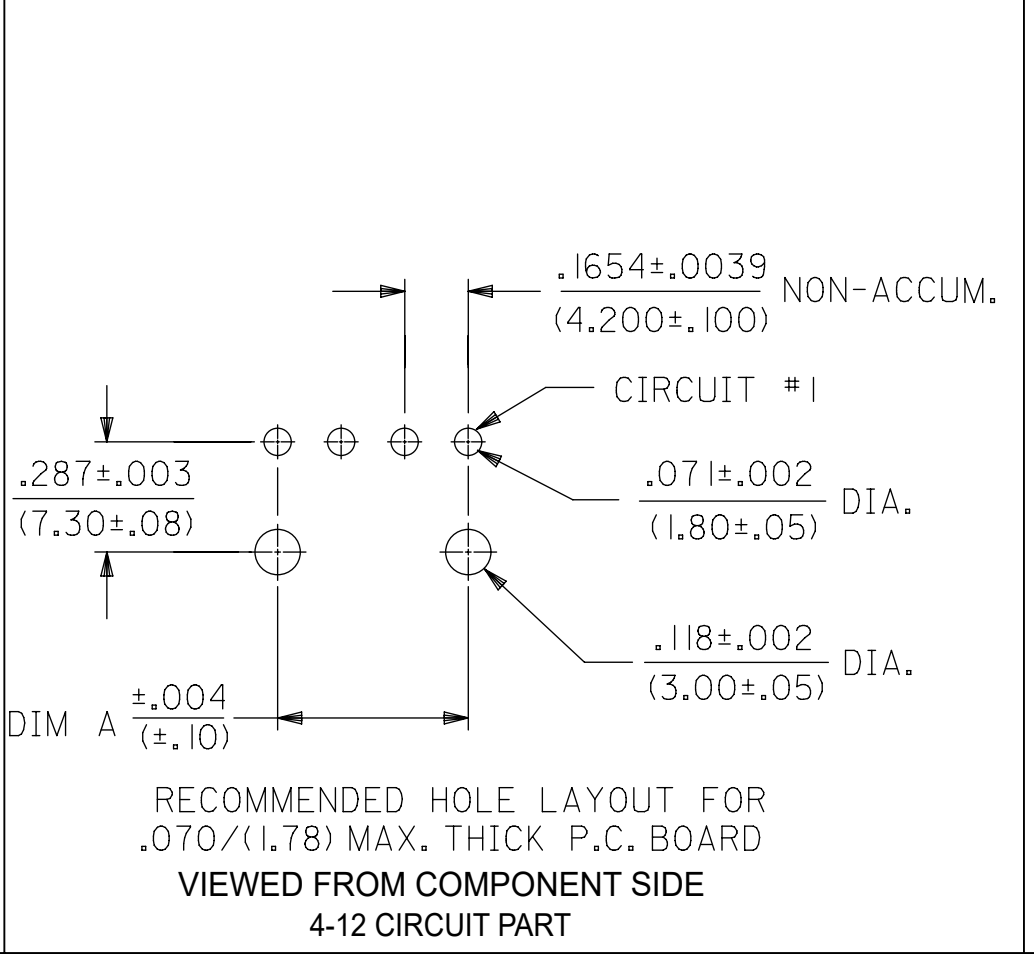 .1654±.0039 NON-ACCUM.
(4.200±.100)
CIRCUIT #1
.287±.003
(7.30±.08)
.071±.002 DIA.
(1.80±.05)
.118±.002 DIA.
(3.00±.05)
DIM A ±.004
(±.10)
RECOMMENDED HOLE LAYOUT FOR
.070/(1.78) MAX. THICK P.C. BOARD
VIEWED FROM COMPONENT SIDE
4-12 CIRCUIT PART